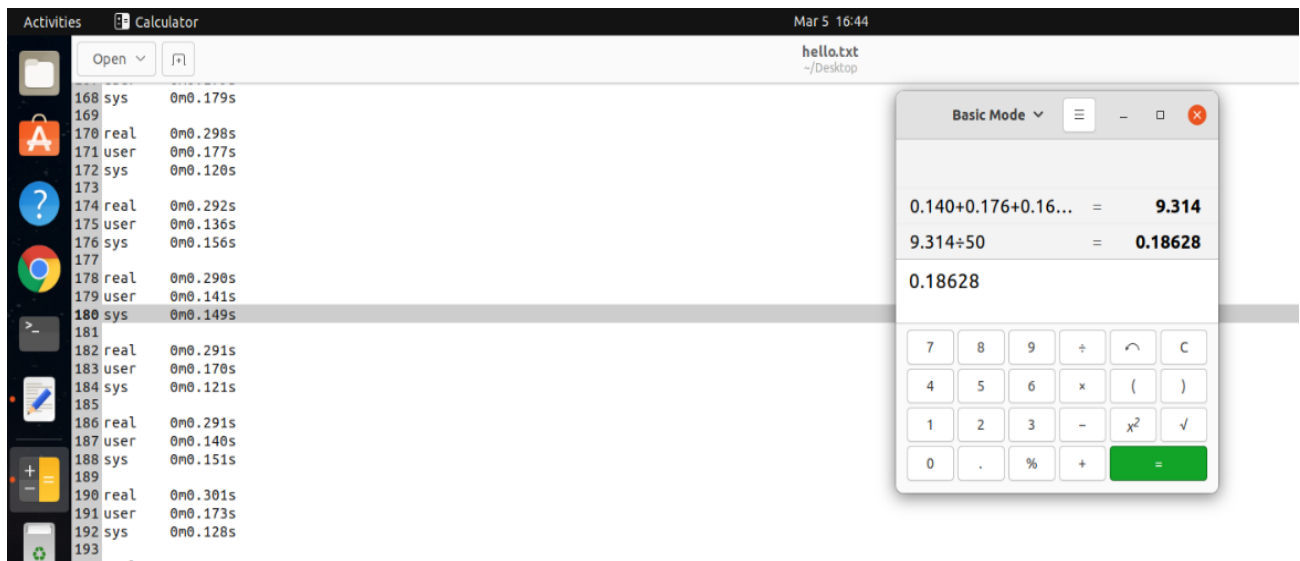 Activities Calculator Mar 5 16:44
Open hello.txt
~/Desktop
168 sys 0m0.179s
169
170 real 0m0.298s
171 user 0m0.177s
172 sys 0m0.120s
173
174 real 0m0.292s
175 user 0m0.136s
176 sys 0m0.156s
177
178 real 0m0.290s
179 user 0m0.141s
180 sys 0m0.149s
181
182 real 0m0.291s
183 user 0m0.170s
184 sys 0m0.121s
185
186 real 0m0.291s
187 user 0m0.140s
188 sys 0m0.151s
189
190 real 0m0.301s
191 user 0m0.173s
192 sys 0m0.128s
193
Basic Mode
0.140+0.176+0.16... = 9.314
9.314÷50 = 0.18628
0.18628
7 8 9 ÷ C
4 5 6 × ( )
1 2 3 − x² √
0 . % + =